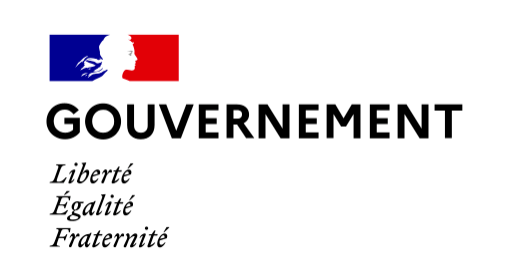 GOUVERNEMENT
Liberté
Égalité
Fraternité